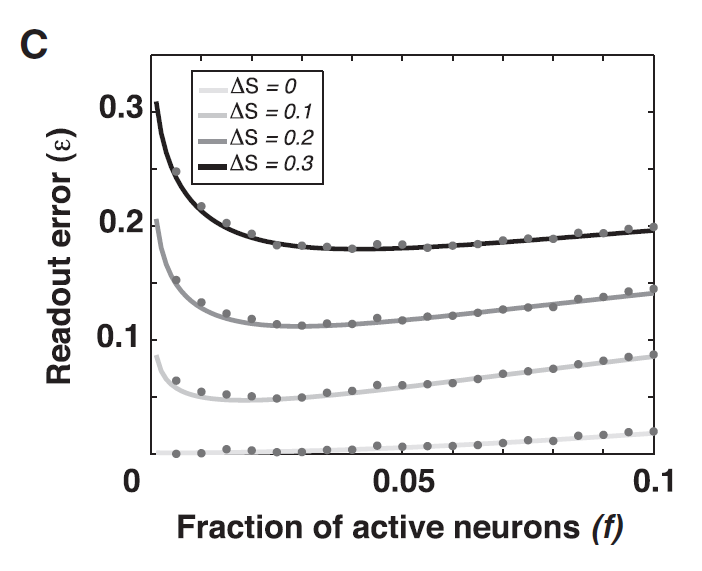 C
Readout error (ε)
0.3
0.2
0.1
ΔS = 0
ΔS = 0.1
ΔS = 0.2
ΔS = 0.3
0
0.05
0.1
Fraction of active neurons (f)